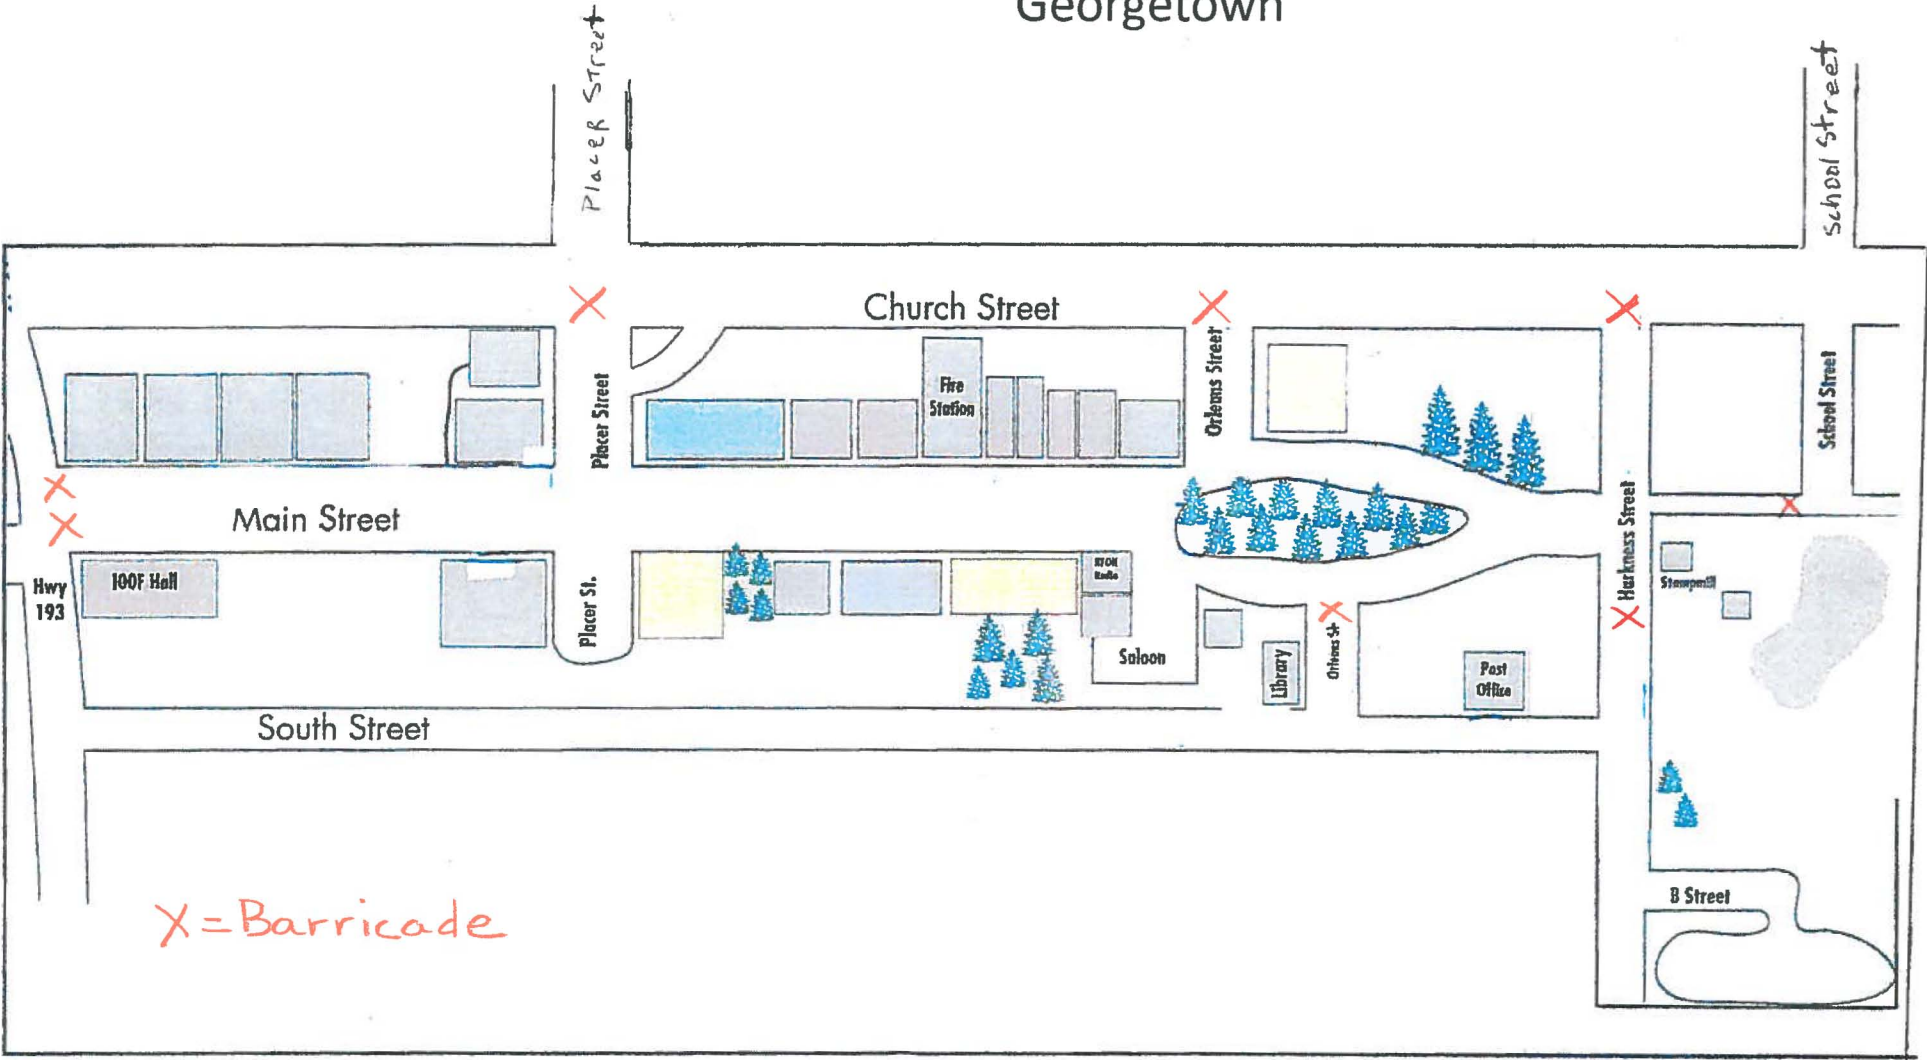 Georgetown
Placer Street
School Street
Church Street
Fire
Station
Placer Street
Orleans Street
School Street
Main Street
Harkness Street
Hwy
193
IOOF Hall
Placer St.
Radio
Stampmill
Saloon
Library
Orleans St
Post
Office
South Street
B Street
X = Barricade